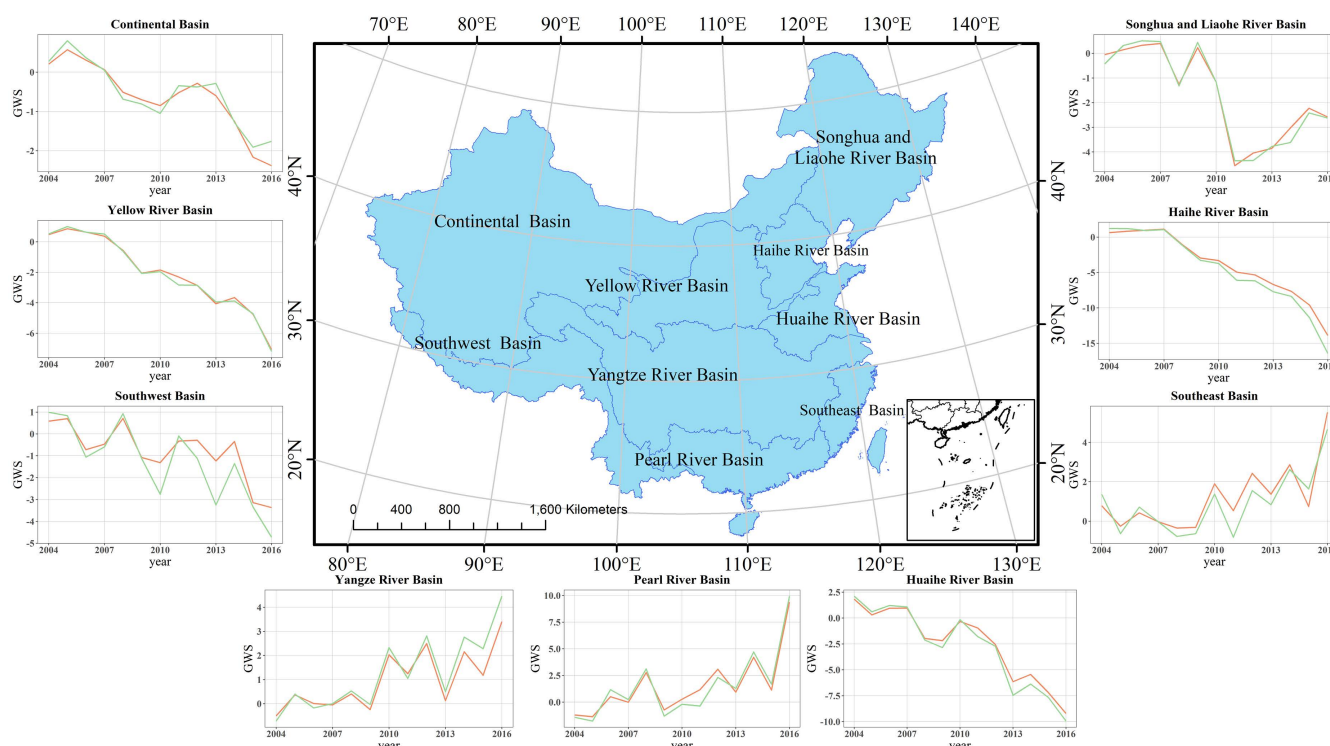 Continental Basin
GWS
0
-1
-2
2004
2007
2010
2013
2016
year
Yellow River Basin
GWS
0
-2
-4
-6
2004
2007
2010
2013
2016
year
Southwest Basin
GWS
1
0
-1
-2
-3
-4
-5
2004
2007
2010
2013
2016
year
70°E
80°E
90°E
100°E
110°E
120°E
130°E
140°E
40°N
30°N
20°N
Songhua and
Liaohe River Basin
Continental Basin
Haihe River Basin
Yellow River Basin
Huaihe River Basin
Southwest Basin
Yangtze River Basin
Southeast Basin
Pearl River Basin
0 400 800 1,600 Kilometers
40°N
30°N
20°N
80°E
90°E
100°E
110°E
120°E
130°E
Songhua and Liaohe River Basin
GWS
0
-1
-2
-3
-4
2004
2007
2010
2013
2016
year
Haihe River Basin
GWS
0
-5
-10
-15
2004
2007
2010
2013
2016
year
Southeast Basin
GWS
4
2
0
2004
2007
2010
2013
201
year
Yangze River Basin
GWS
4
3
2
1
0
2004
2007
2010
2013
2016
year
Pearl River Basin
GWS
10.0
7.5
5.0
2.5
0.0
2004
2007
2010
2013
2016
year
Huaihe River Basin
GWS
2.5
0.0
-2.5
-5.0
-7.5
-10.0
2004
2007
2010
2013
2016
year